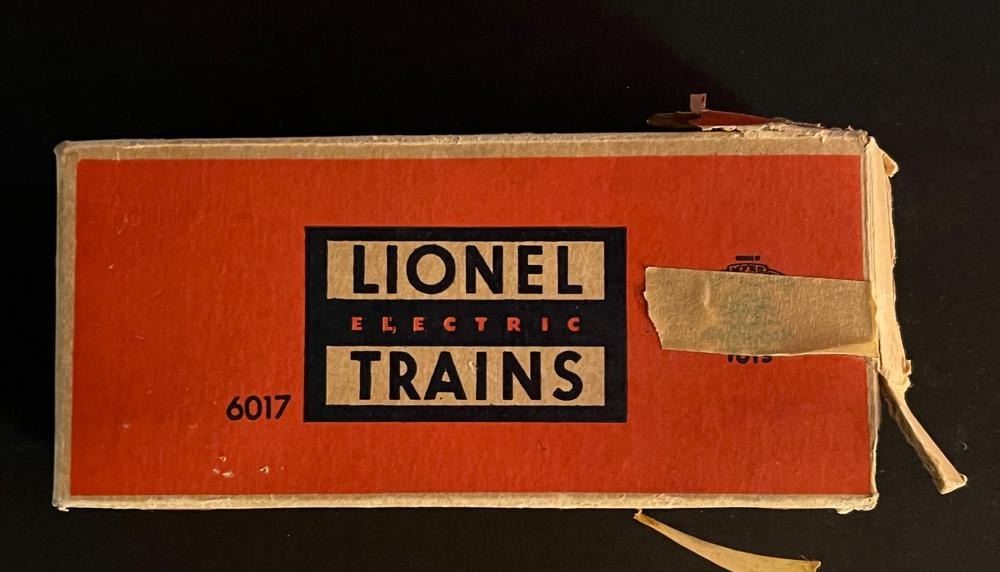 LIONEL
ELECTRIC
TRAINS
6017